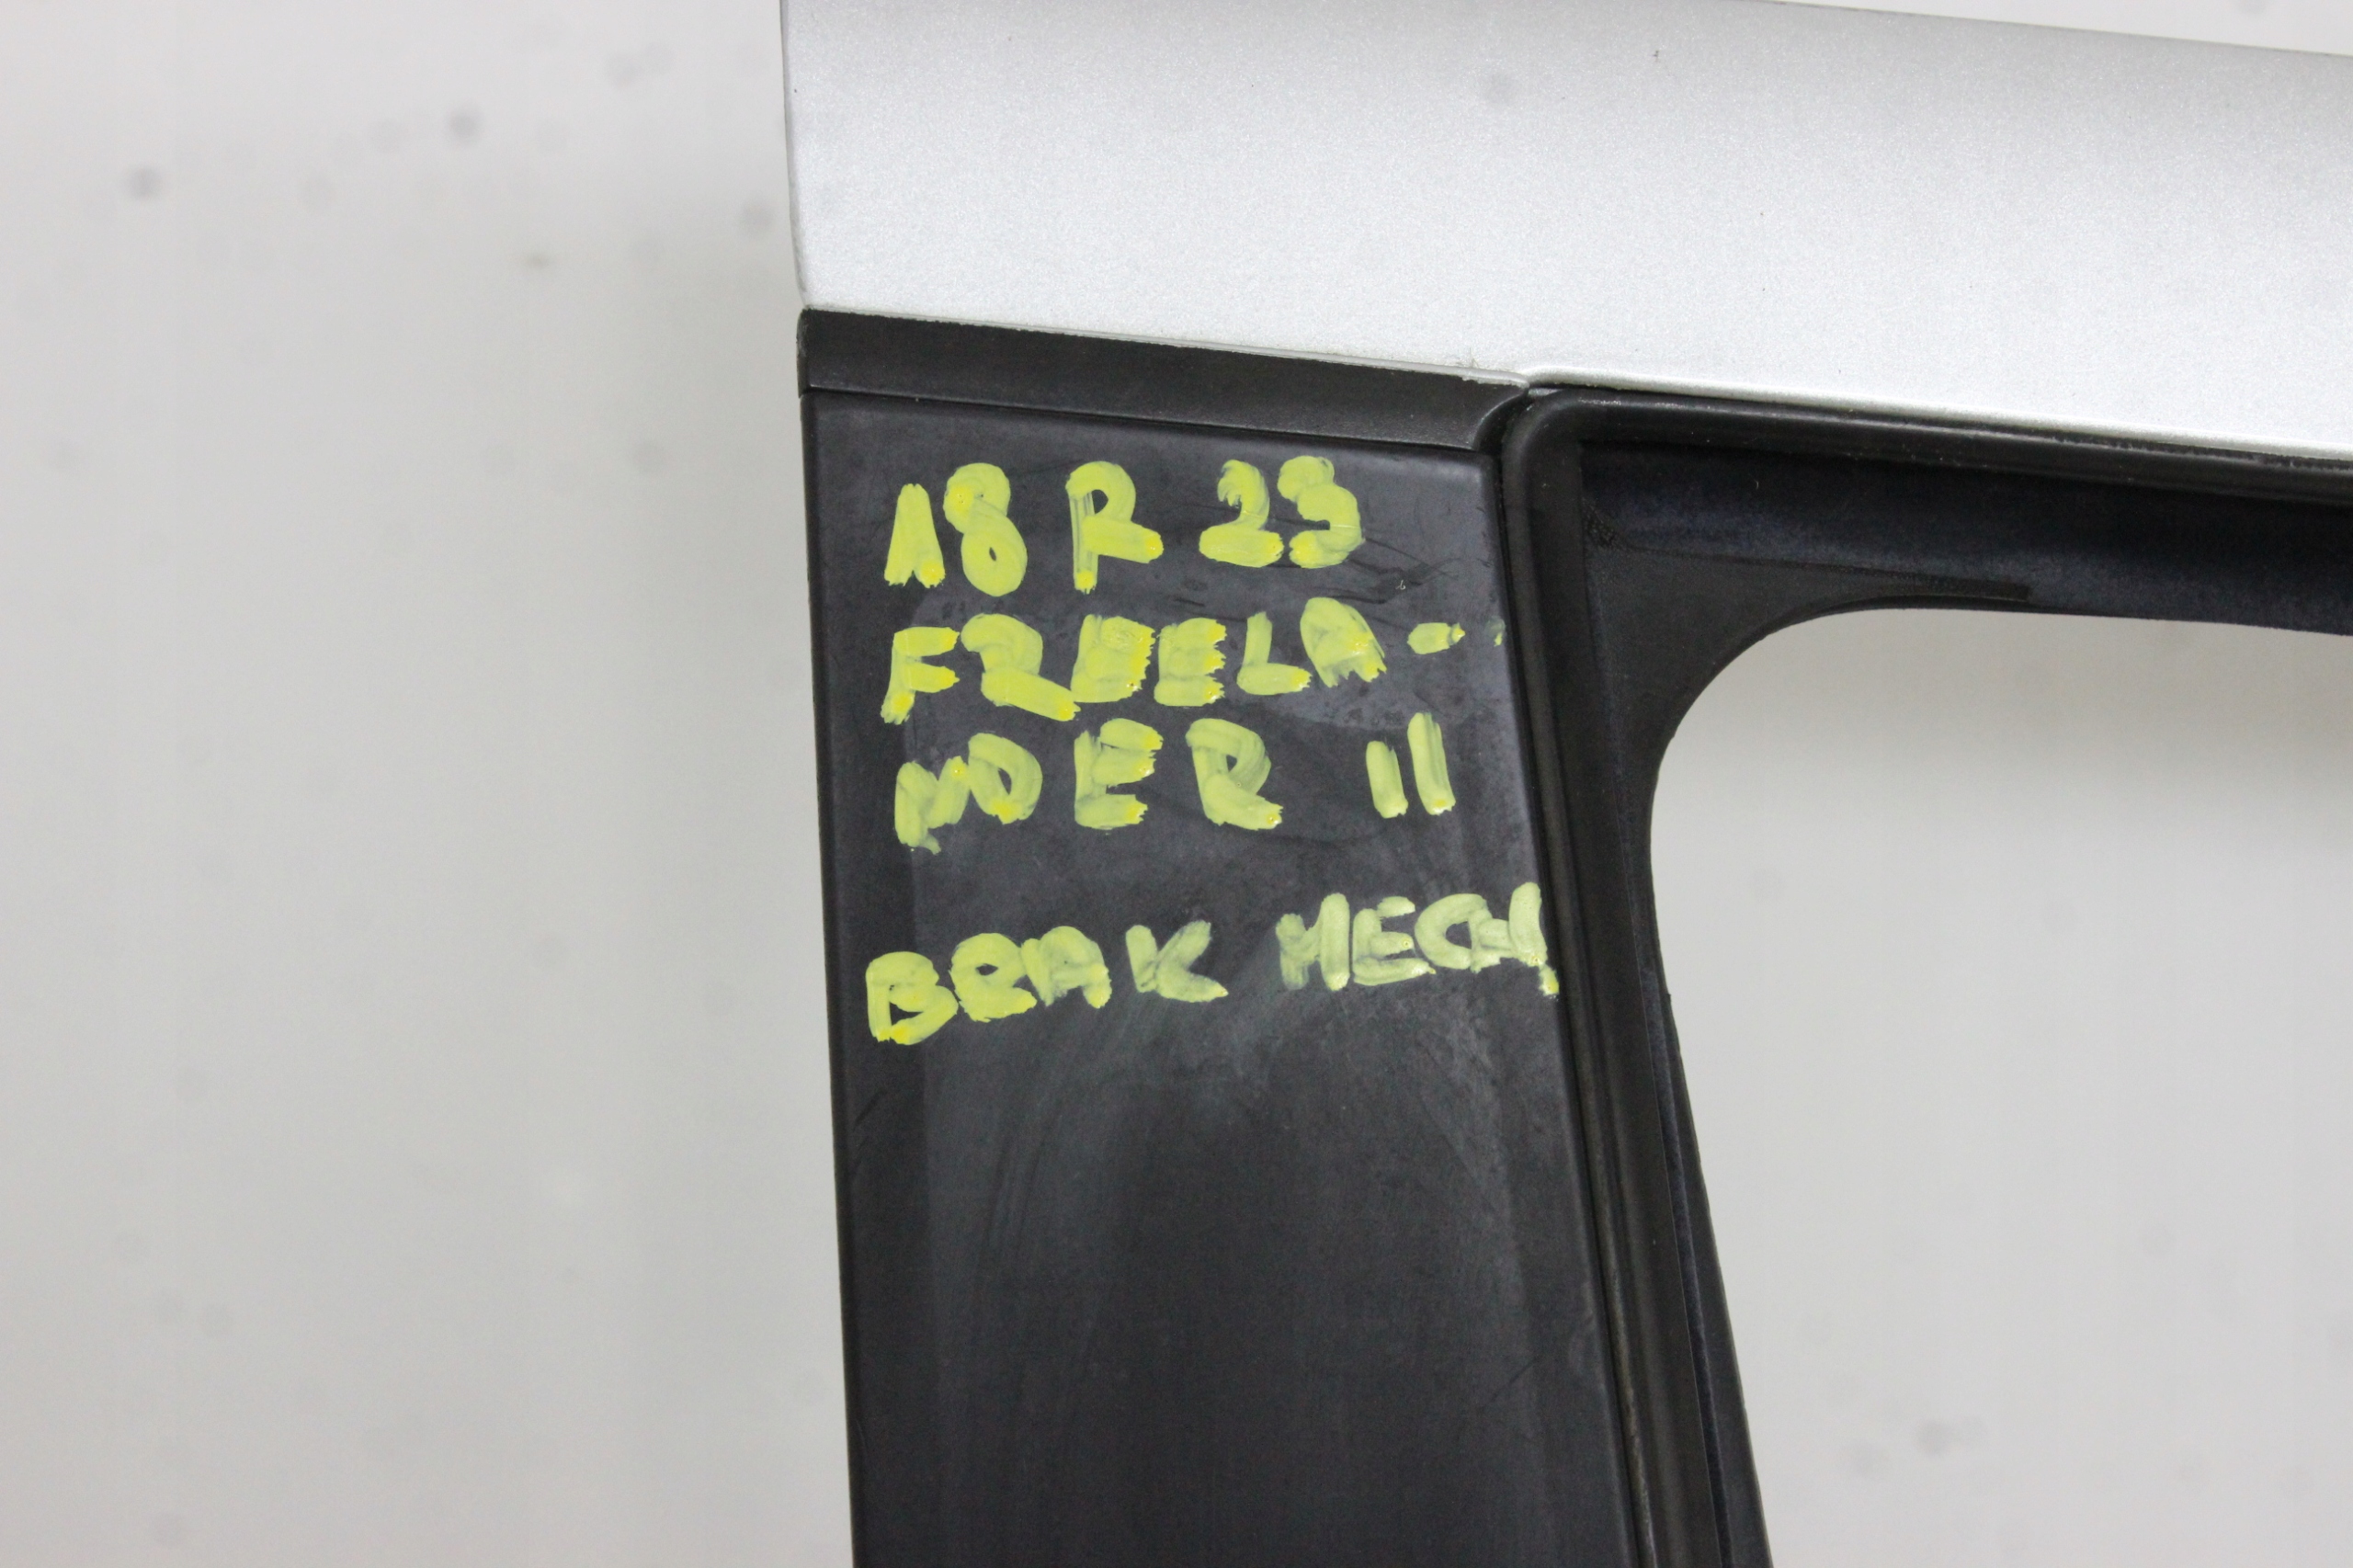 18 R 23
FREELA-
NDER II
BRAK MECH